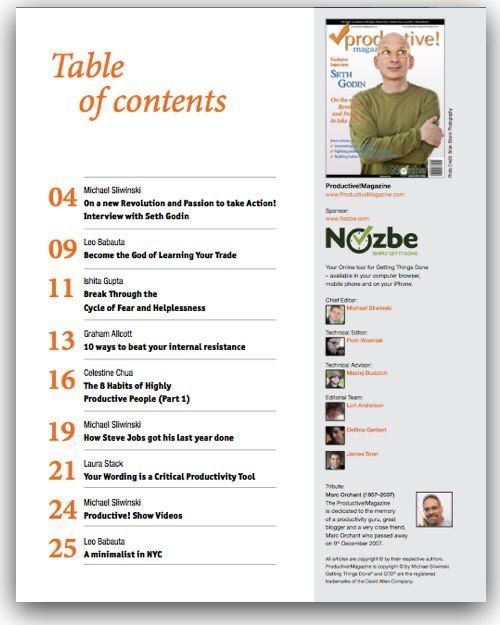 Table
of contents
04
Michael Sliwinski
On a new Revolution and Passion to take Action!
Interview with Seth Godin
09
Leo Babauta
Become the God of Learning Your Trade
11
Ishita Gupta
Break Through the
Cycle of Fear and Helplessness
13
Graham Allcott
10 ways to beat your internal resistance
16
Celestine Chua
The 8 Habits of Highly
Productive People (Part 1)
19
Michael Sliwinski
How Steve Jobs got his last year done
21
Laura Stack
Your Wording is a Critical Productivity Tool
24
Michael Sliwinski
Productive! Show Videos
25
Leo Babauta
A minimalist in NYC
productive!
magazine
Exclusive
Interview
SETH
GODIN
On the
Revolution
and Pas
to take
Nozbe
Productive!Magazine
www.ProductiveMagazine.com
Sponsor:
www.Nozbe.com
Nozbe
SIMPLY GET IT DONE
Your Online tool for Getting Things Done
– available in your computer browser,
mobile phone and on your iPhone.
Chief Editor:
Michael Sliwinski
Technical Editor:
Piotr Wozniak
Technical Advisor:
Maciej Budzich
Editorial Team:
Lori Anderson
Delfina Gerbert
James Tonn
Tribute:
Marc Orchant (1957-2007)
The Productive!Magazine
is dedicated to the memory
of a productivity guru, great
blogger and a very close friend,
Marc Orchant who passed away
on 9th December 2007.
All articles are copyright © by their respective authors.
Productive!Magazine is copyright © by Michael Sliwinski.
Getting Things Done® and GTD® are the registered
trademarks of the David Allen Company.